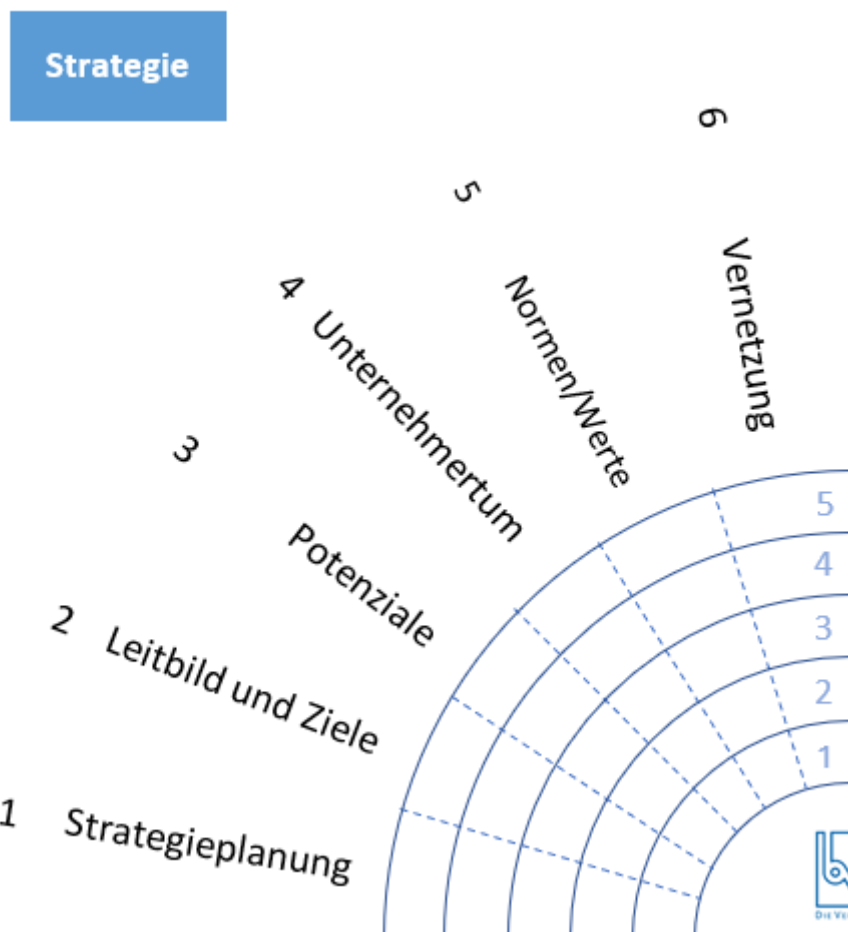 Strategie
6
Vernetzung
5
Normen/Werte
4
Unternehmertum
3
Potenziale
2
Leitbild und Ziele
1
Strategieplanung
5
4
3
2
1